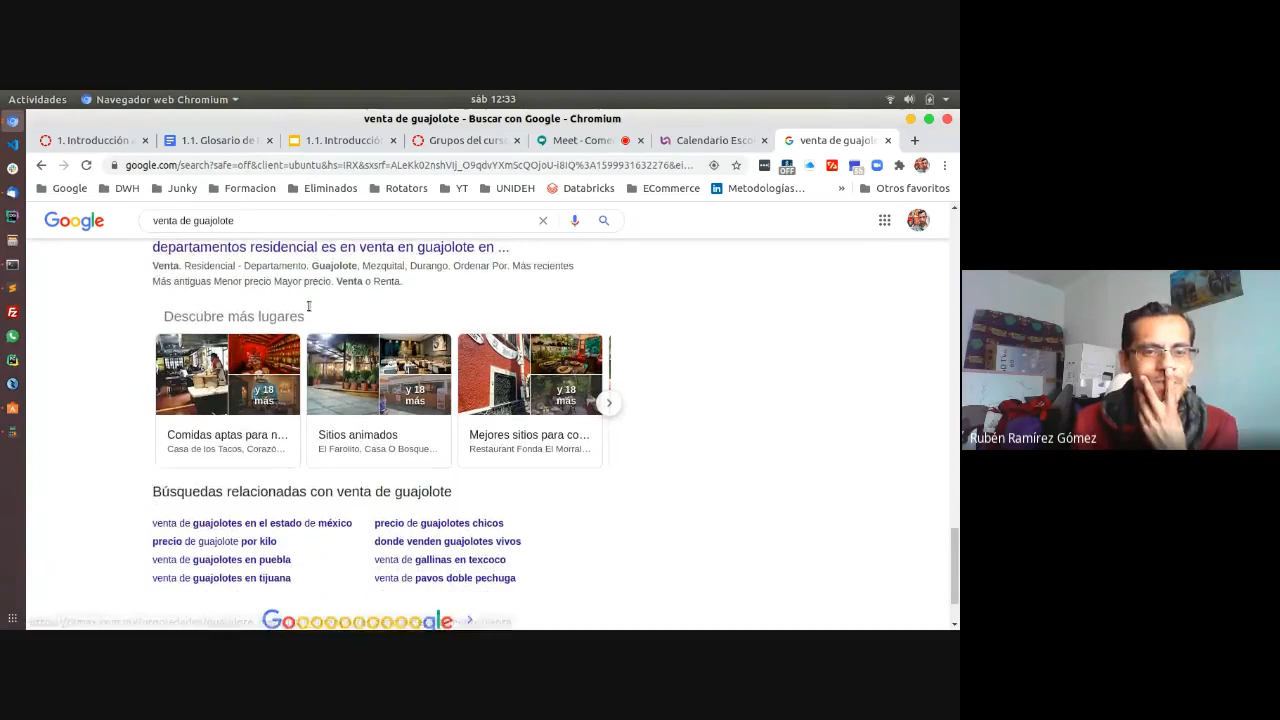 Actividades
Navegador web Chromium
sáb 12:33
venta de guajolote - Buscar con Google - Chromium
1. Introducción
1.1. Glosario de
1.1. Introducción
Grupos del curs
Meet - Come
Calendario Esco
venta de guajolo
google.com/search?safe=off&client=ubuntu&hs=IRX&sxsrf=
Google
DWH
Junky
Formacion
Eliminados
Rotators
YT
UNIDEH
Databricks
ECommerce
Metodologías...
»
Otros favoritos
Google
venta de guajolote
departamentos residencial es en venta en guajolote en ...
Venta. Residencial - Departamento. Guajolote, Mezquital, Durango. Ordenar Por. Más recientes
Más antiguas Menor precio Mayor precio. Venta o Renta.
Descubre más lugares
y 18 más
y 18 más
y 18 más
Comidas aptas para n...
Casa de los Tacos, Corazó...
Sitios animados
El Farolito, Casa O Bosque...
Mejores sitios para co...
Restaurant Fonda El Morral...
Búsquedas relacionadas con venta de guajolote
venta de guajolotes en el estado de méxico
precio de guajolotes chicos
precio de guajolote por kilo
donde venden guajolotes vivos
venta de guajolotes en puebla
venta de gallinas en texcoco
venta de guajolotes en tijuana
venta de pavos doble pechuga
Goooooooooogle
Rubén Ramírez Gómez